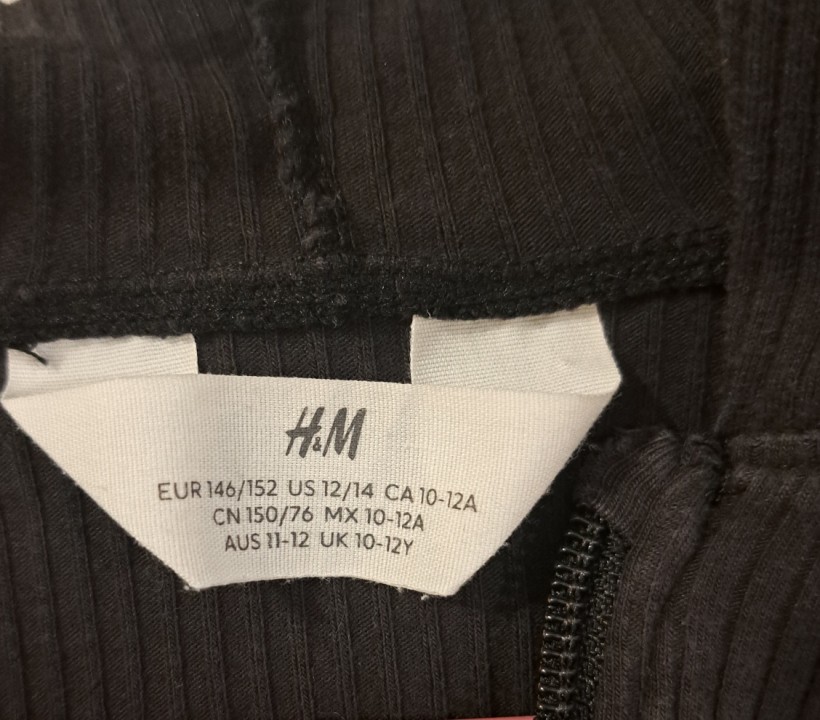 H&M
EUR 146/152 US 12/14 CA 10-12A
CN 150/76 MX 10-12A
AUS 11-12 UK 10-12Y